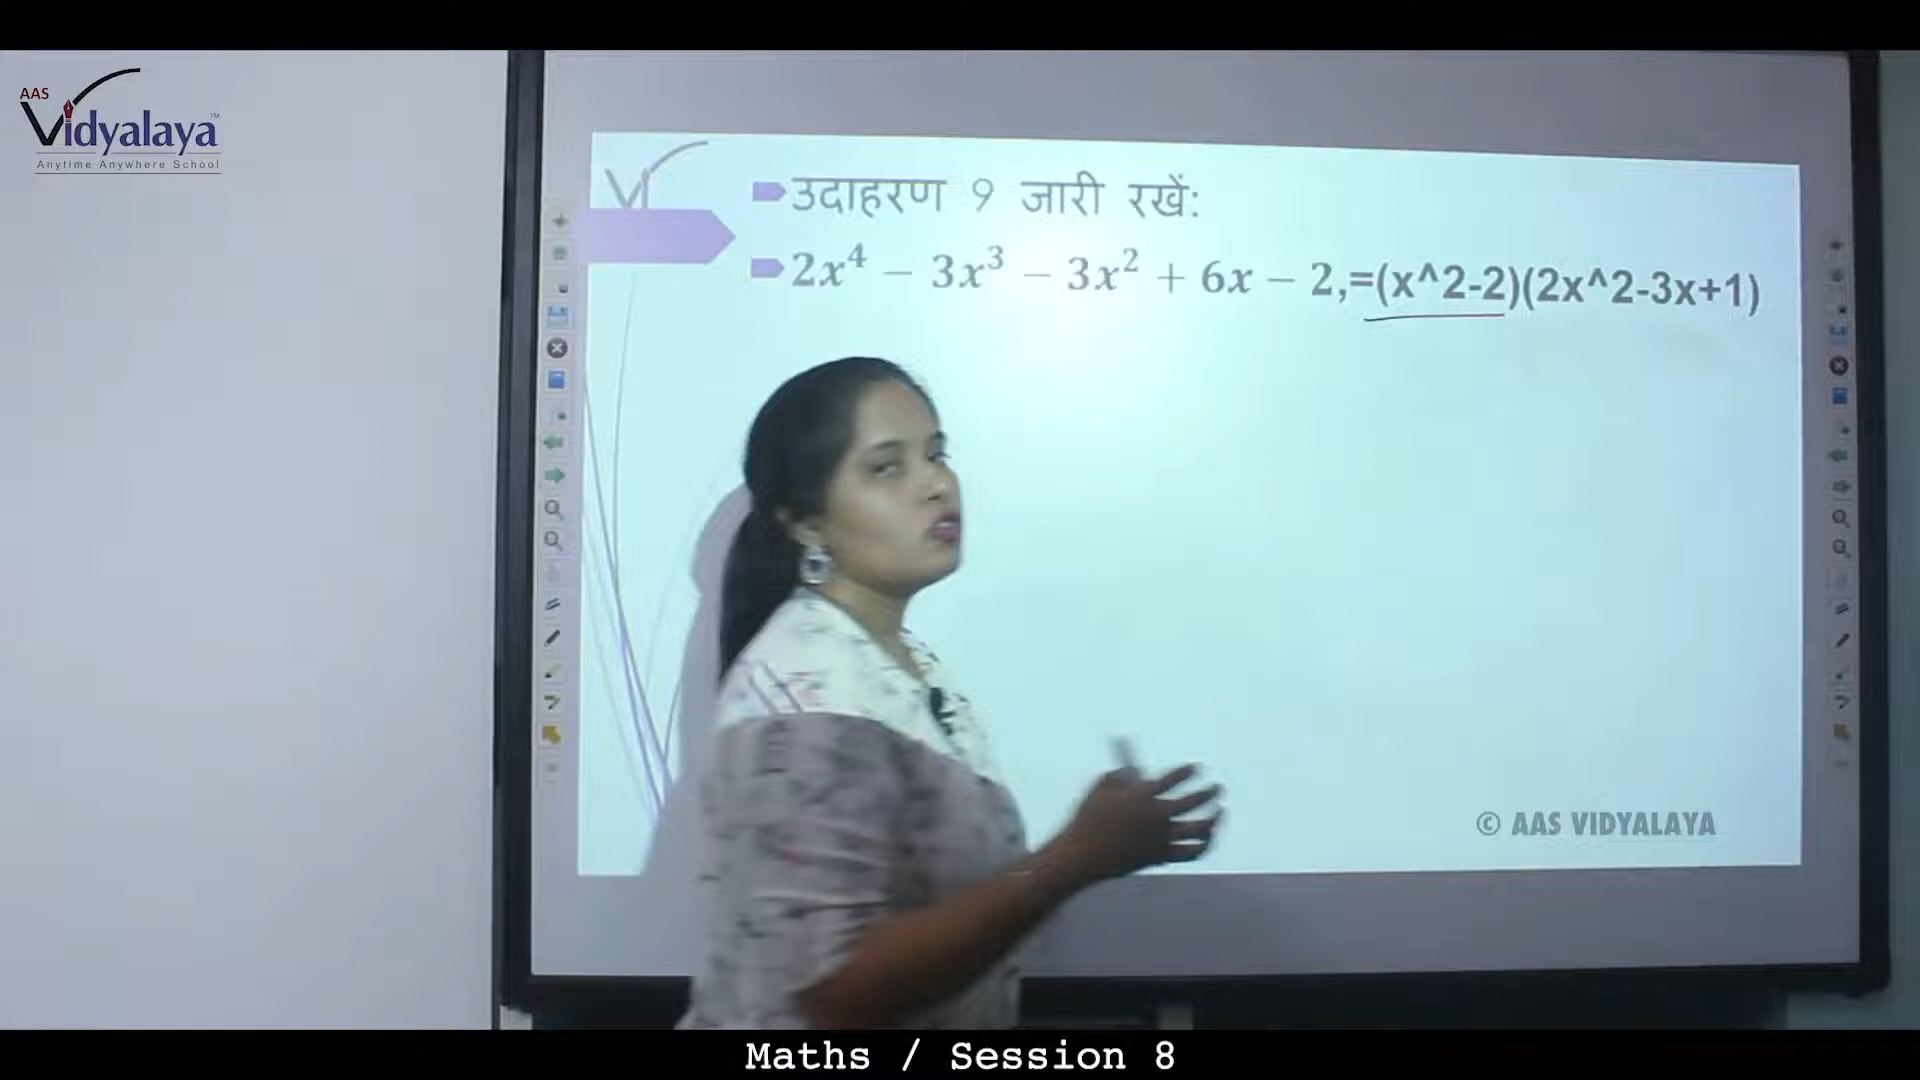 AAS
Vidyalaya™
Anytime Anywhere School
उदाहरण 9 जारी रखें:
2x⁴ − 3x³ − 3x² + 6x − 2,=(x^2-2)(2x^2-3x+1)
© AAS VIDYALAYA
Maths / Session 8